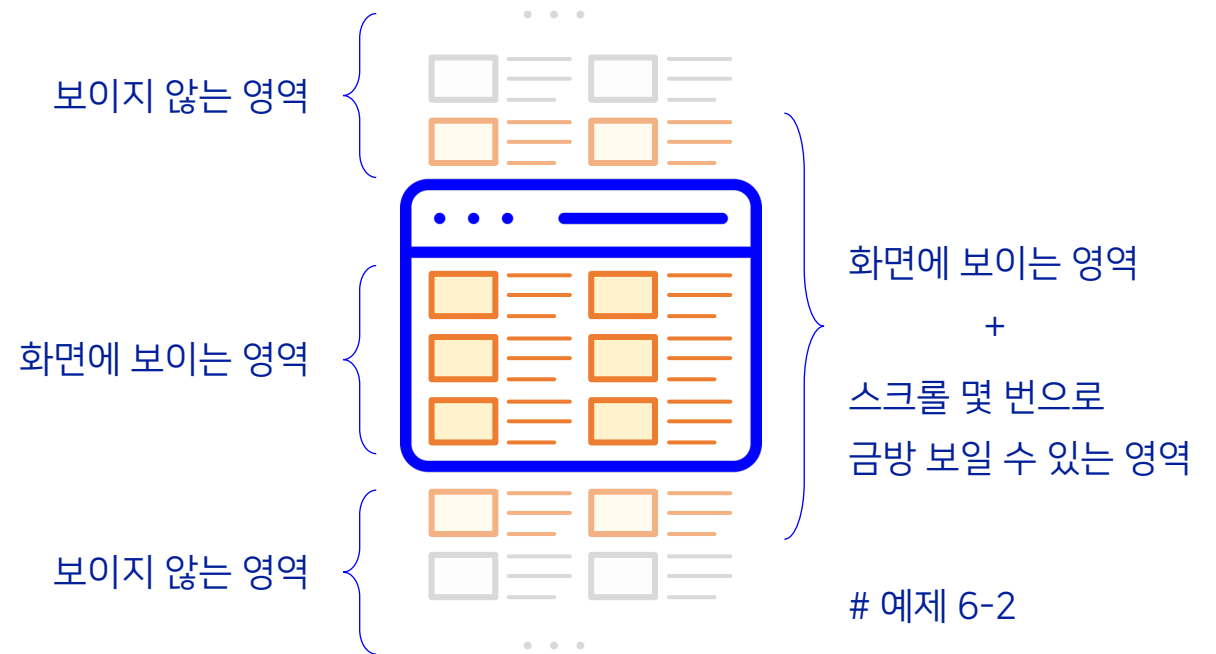 보이지 않는 영역
화면에 보이는 영역
보이지 않는 영역
화면에 보이는 영역
+
스크롤 몇 번으로
금방 보일 수 있는 영역
# 예제 6-2